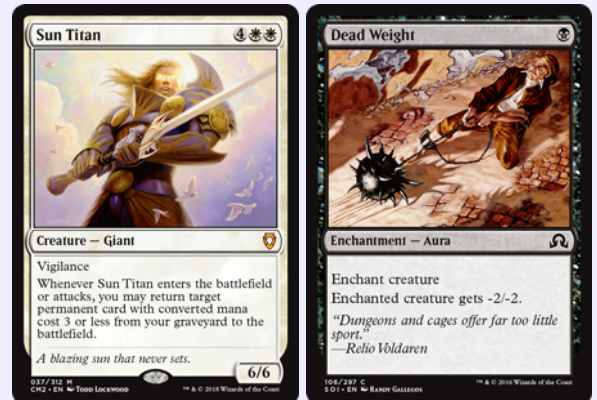 Sun Titan 4
Creature — Giant
Vigilance
Whenever Sun Titan enters the battlefield
or attacks, you may return target
permanent card with converted mana
cost 3 or less from your graveyard to the
battlefield.
A blazing sun that never sets.
6/6
037/312 M
CM2 • EN Todd Lockwood
™ & © 2018 Wizards of the Coast
Dead Weight
Enchantment — Aura
Enchant creature
Enchanted creature gets -2/-2.
“Dungeons and cages offer far too little
sport.”
—Relio Voldaren
106/297 C
SOI • EN Randy Gallegos
™ & © 2016 Wizards of the Coast